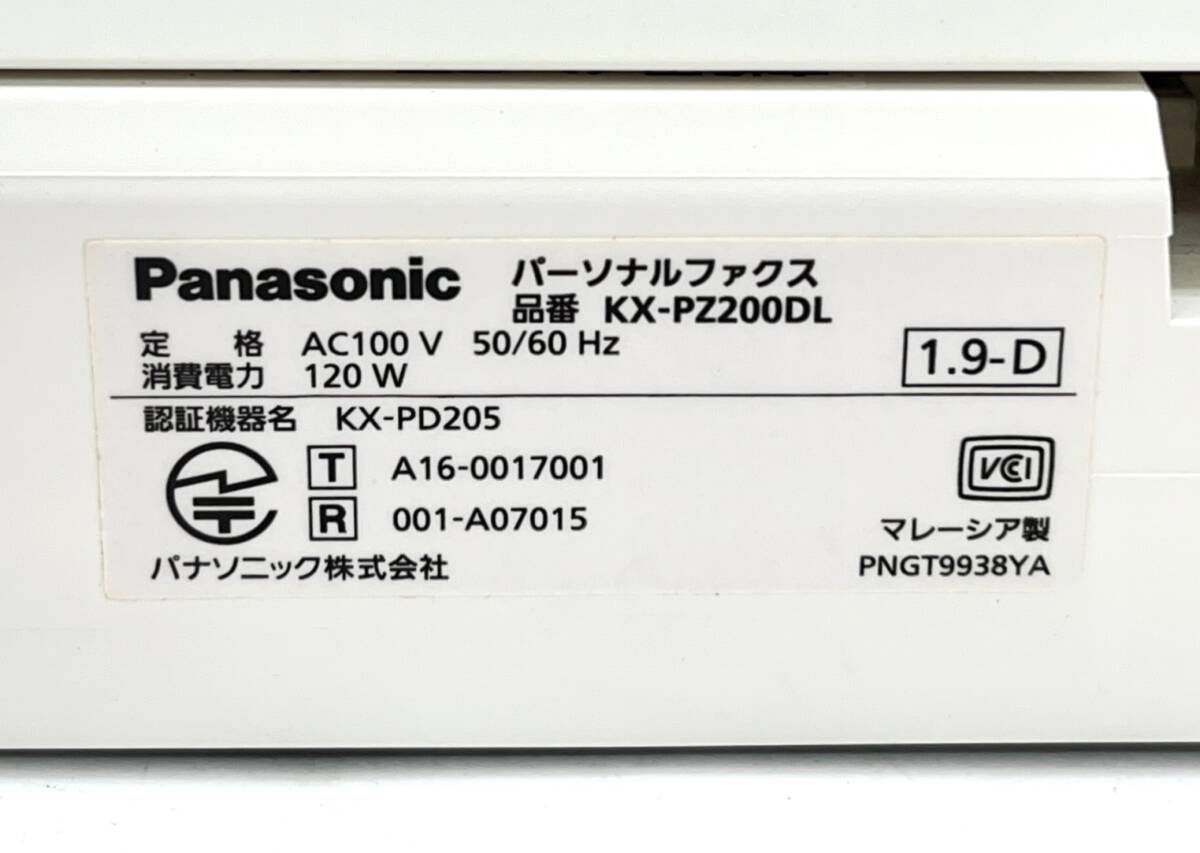 Panasonic パーソナルファクス
品番 KX-PZ200DL
定　格 AC100 V 50/60 Hz
消費電力 120 W
1.9-D
認証機器名 KX-PD205
T A16-0017001
R 001-A07015
VCCI
マレーシア製
パナソニック株式会社
PNGT9938YA